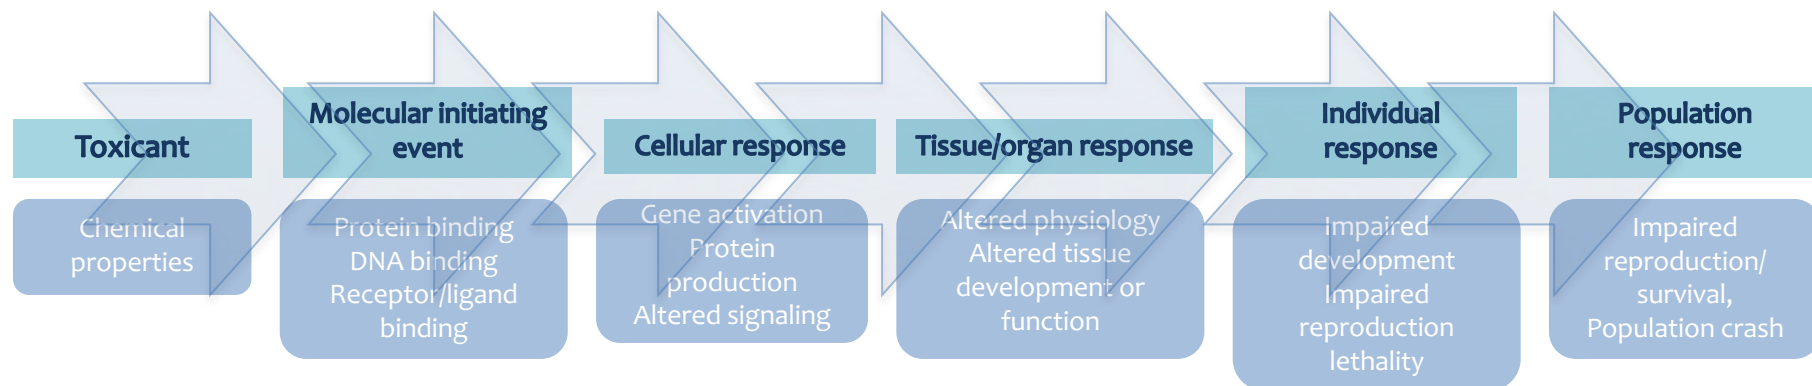 Toxicant
Chemical
properties
Molecular initiating
event
Protein binding
DNA binding
Receptor/ligand
binding
Cellular response
Gene activation
Protein
production
Altered signaling
Tissue/organ response
Altered physiology
Altered tissue
development or
function
Individual
response
Impaired
development
Impaired
reproduction
lethality
Population
response
Impaired
reproduction/
survival,
Population crash